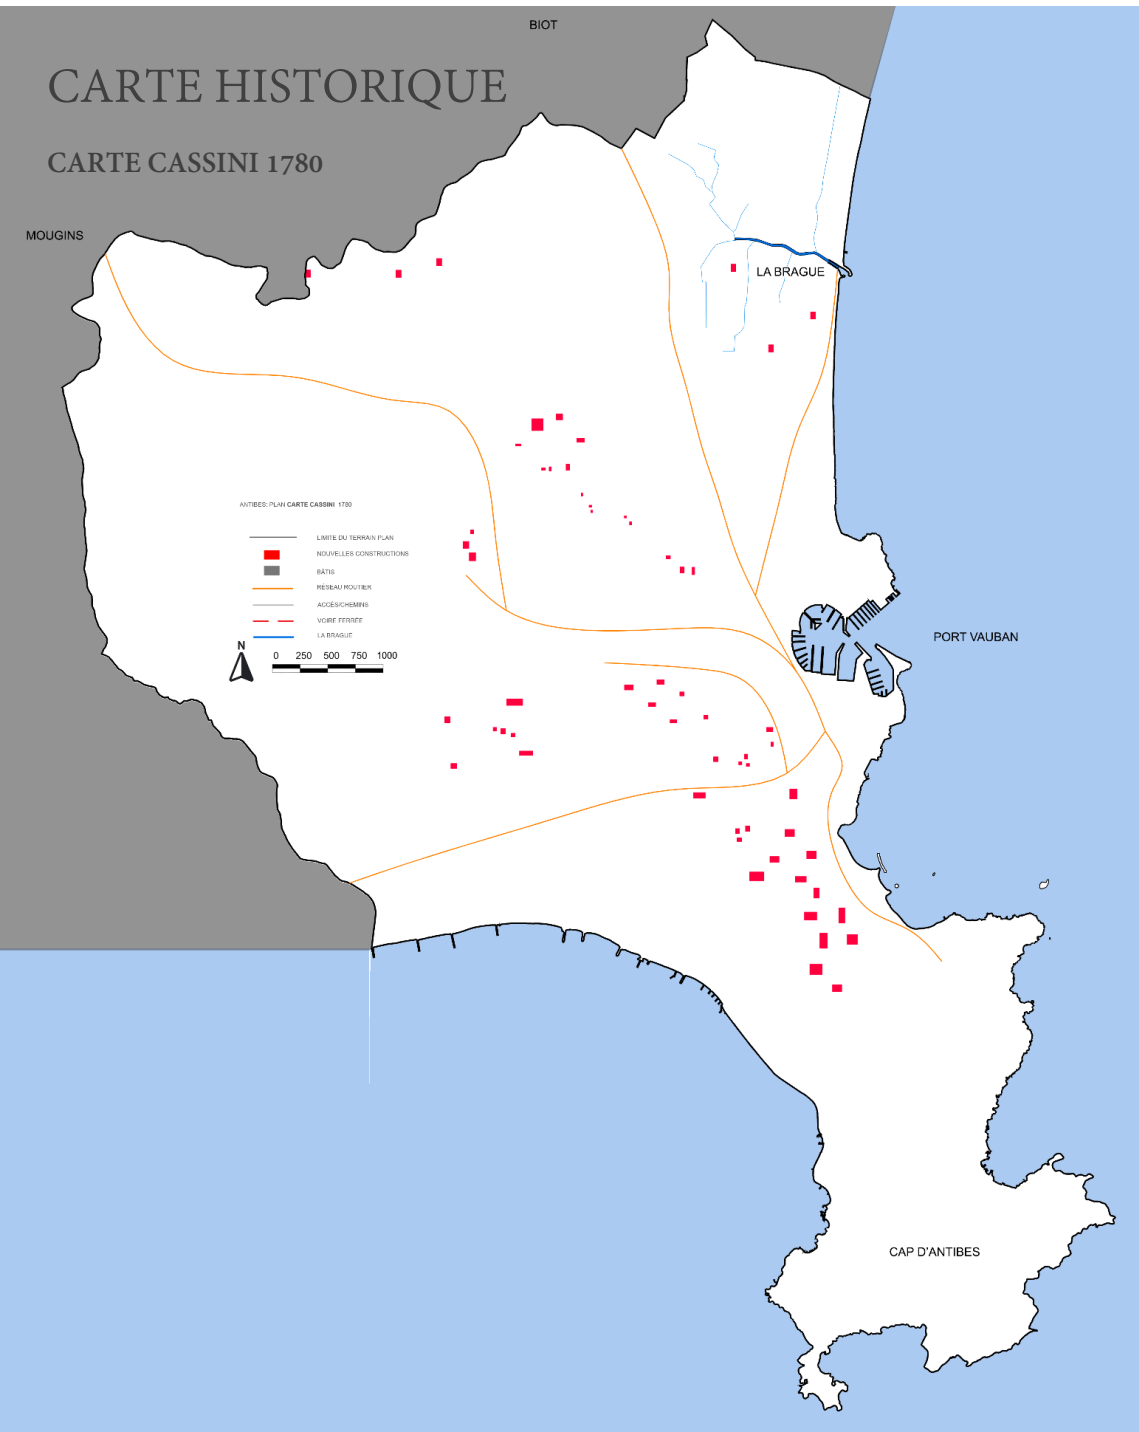 BIOT
CARTE HISTORIQUE
CARTE CASSINI 1780
MOUGINS
LA BRAGUE
ANTIBES: PLAN CARTE CASSINI 1780
LIMITE DU TERRAIN PLAN
NOUVELLES CONSTRUCTIONS
BÂTIS
RÉSEAU ROUTIER
ACCÈS/CHEMINS
VOIRE FERRÉE
LA BRAGUE
N
0 250 500 750 1000
PORT VAUBAN
CAP D'ANTIBES